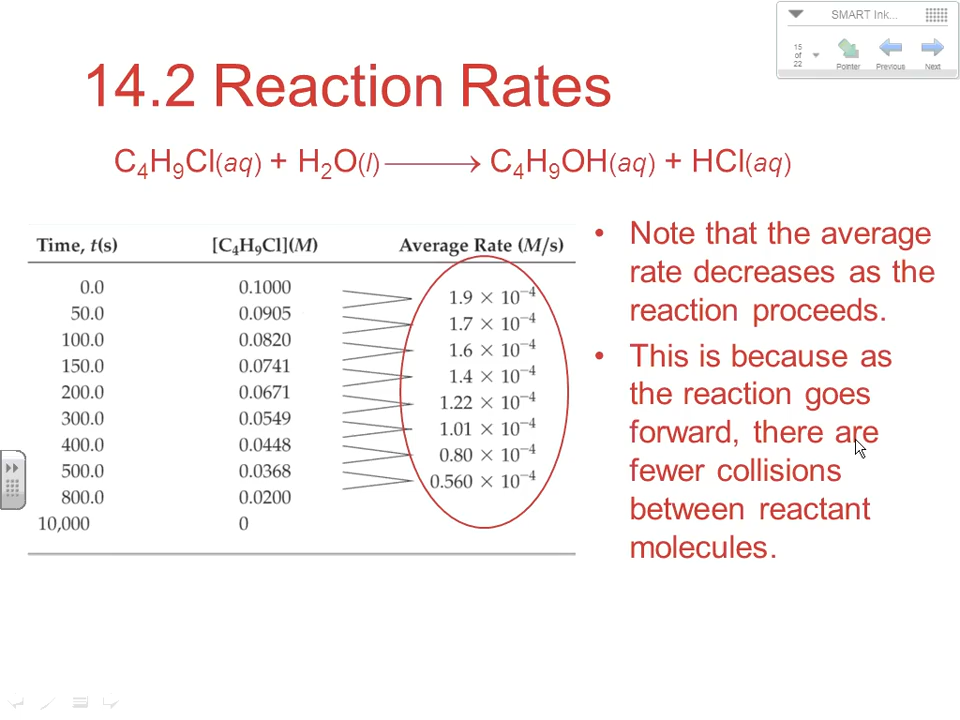 SMART Ink...
15
of
22
Pointer Previous Next
14.2 Reaction Rates
C₄H₉Cl(aq) + H₂O(l) ⟶ C₄H₉OH(aq) + HCl(aq)
Time, t(s) [C₄H₉Cl](M) Average Rate (M/s)
0.0 0.1000
1.9 × 10⁻⁴
50.0 0.0905
1.7 × 10⁻⁴
100.0 0.0820
1.6 × 10⁻⁴
150.0 0.0741
1.4 × 10⁻⁴
200.0 0.0671
1.22 × 10⁻⁴
300.0 0.0549
1.01 × 10⁻⁴
400.0 0.0448
0.80 × 10⁻⁴
500.0 0.0368
0.560 × 10⁻⁴
800.0 0.0200
10,000 0
• Note that the average
rate decreases as the
reaction proceeds.
• This is because as
the reaction goes
forward, there are
fewer collisions
between reactant
molecules.